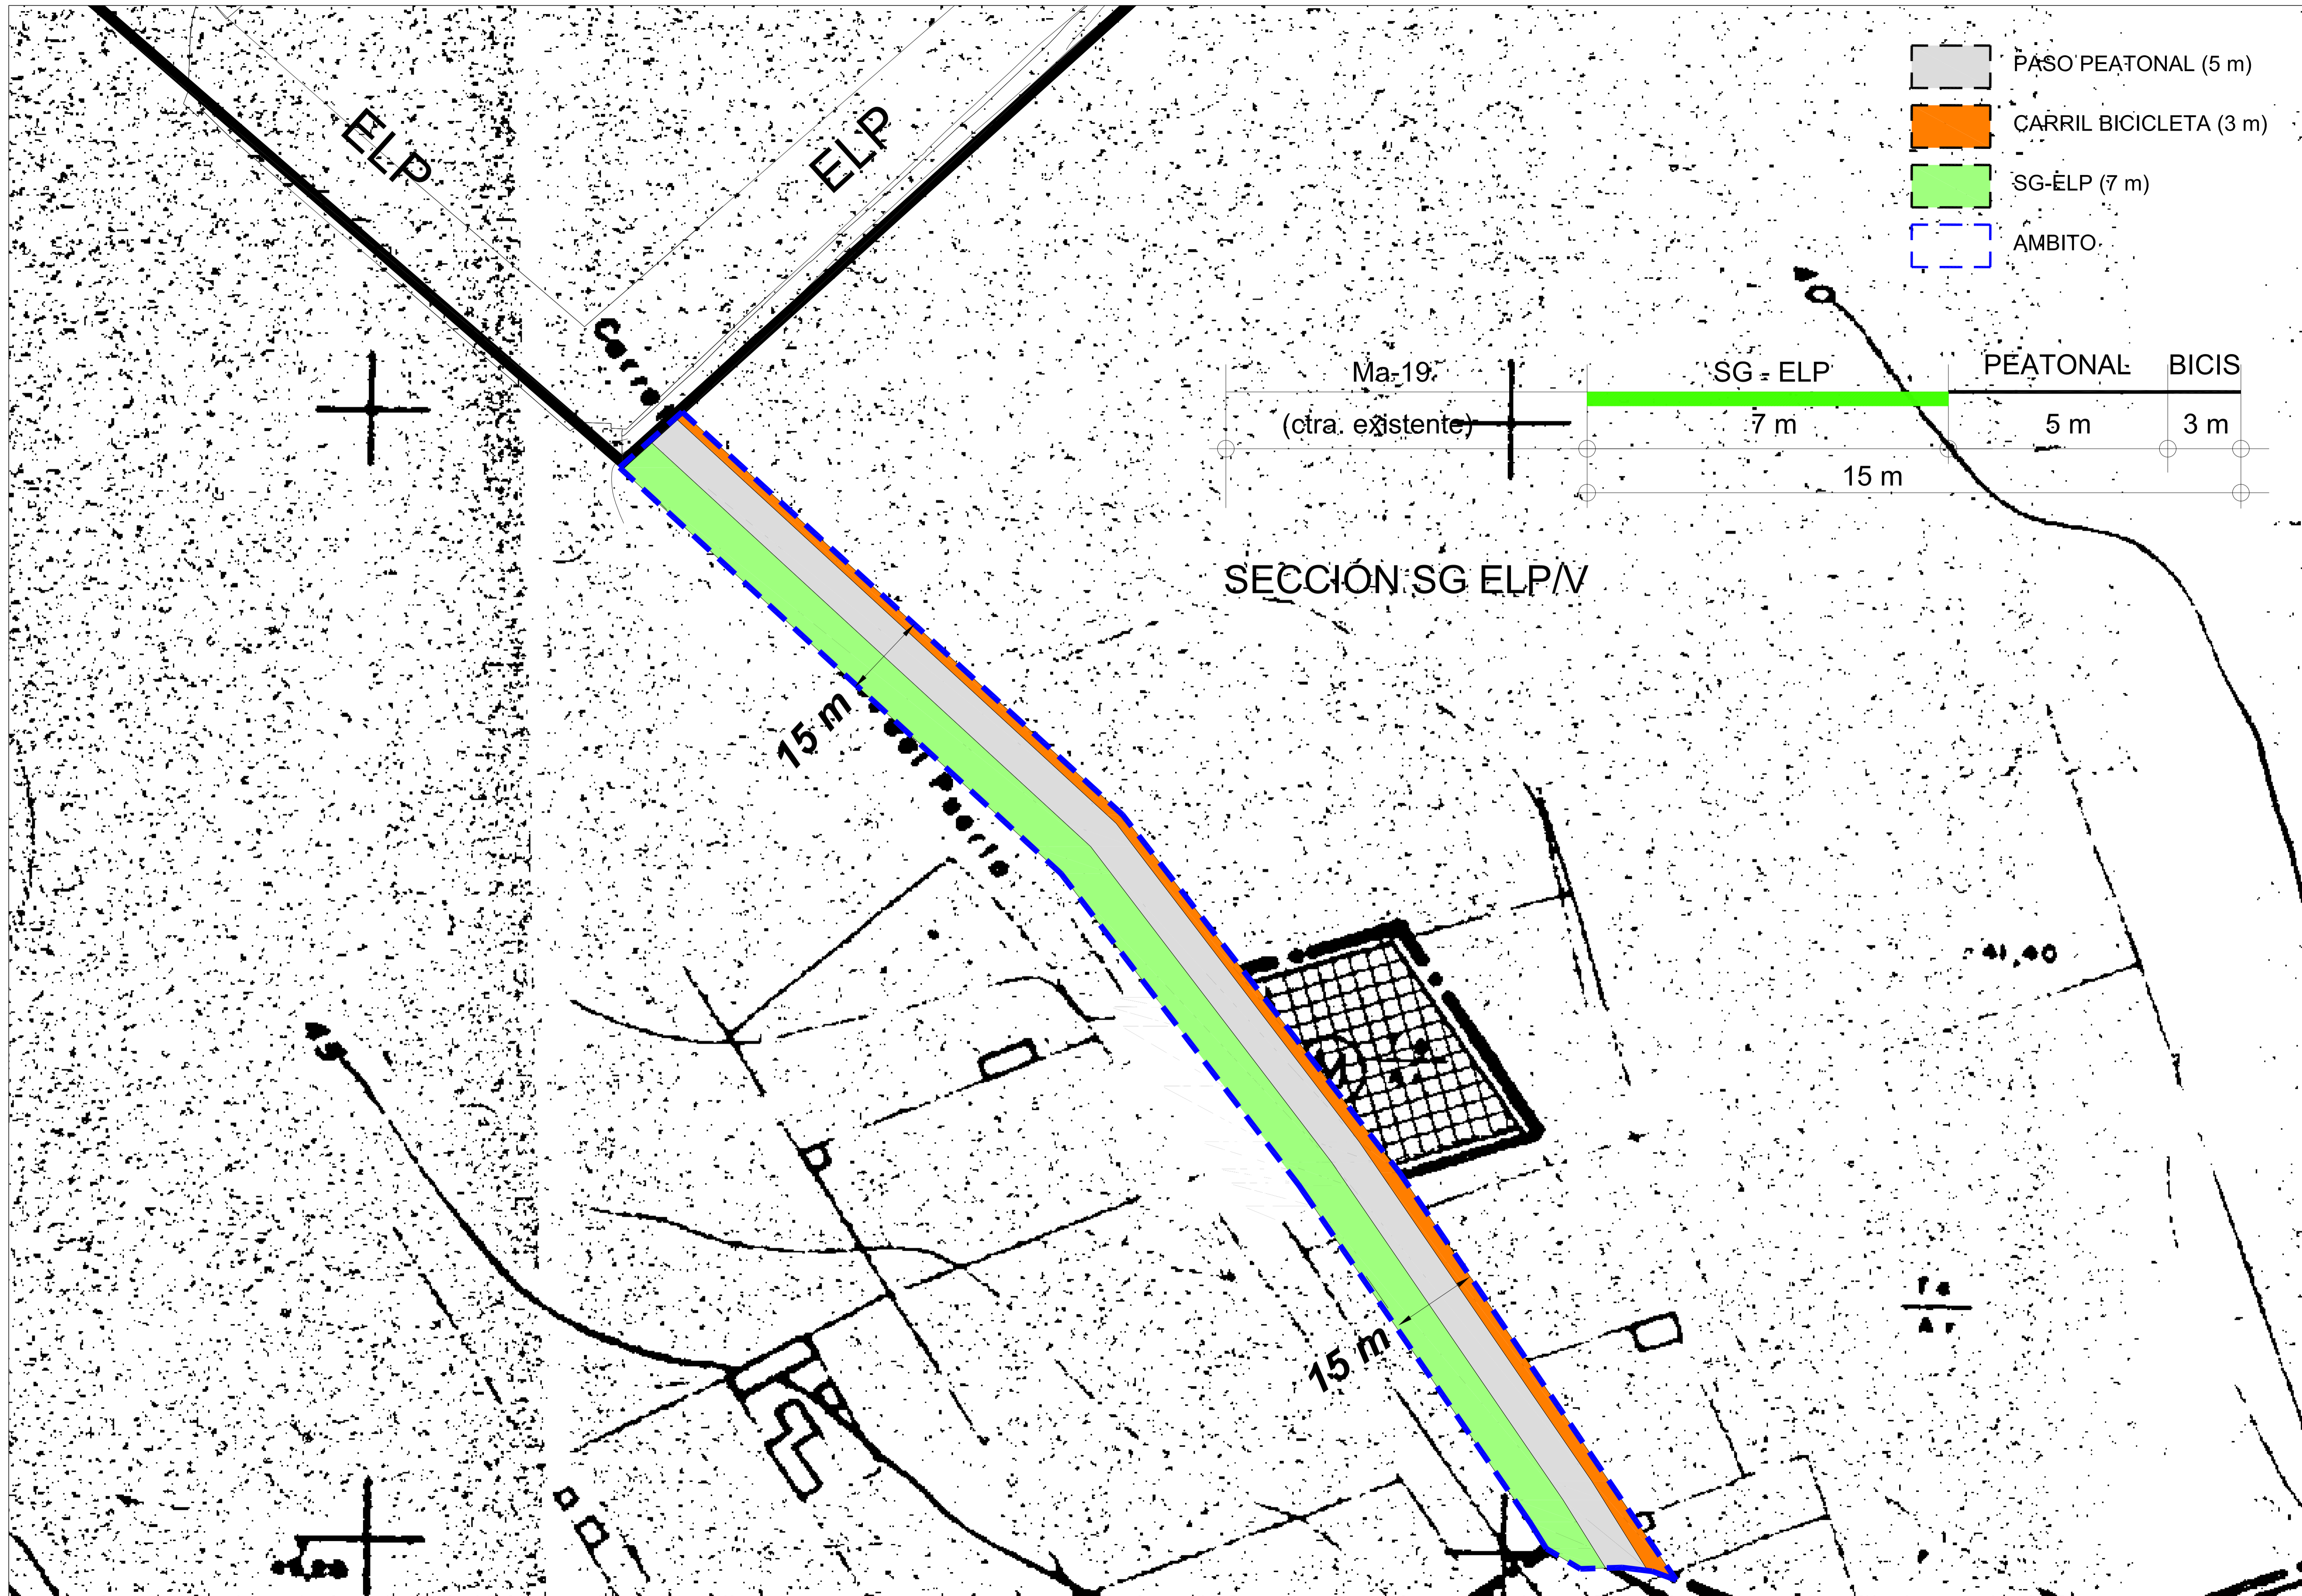 PASO PEATONAL (5 m)
CARRIL BICICLETA (3 m)
SG-ELP (7 m)
AMBITO
ELP
ELP
Ma-19
SG - ELP
PEATONAL
BICIS
(ctra. existente)
7 m
5 m
3 m
15 m
SECCIÓN SG ELP/V
15 m
41,40
15 m